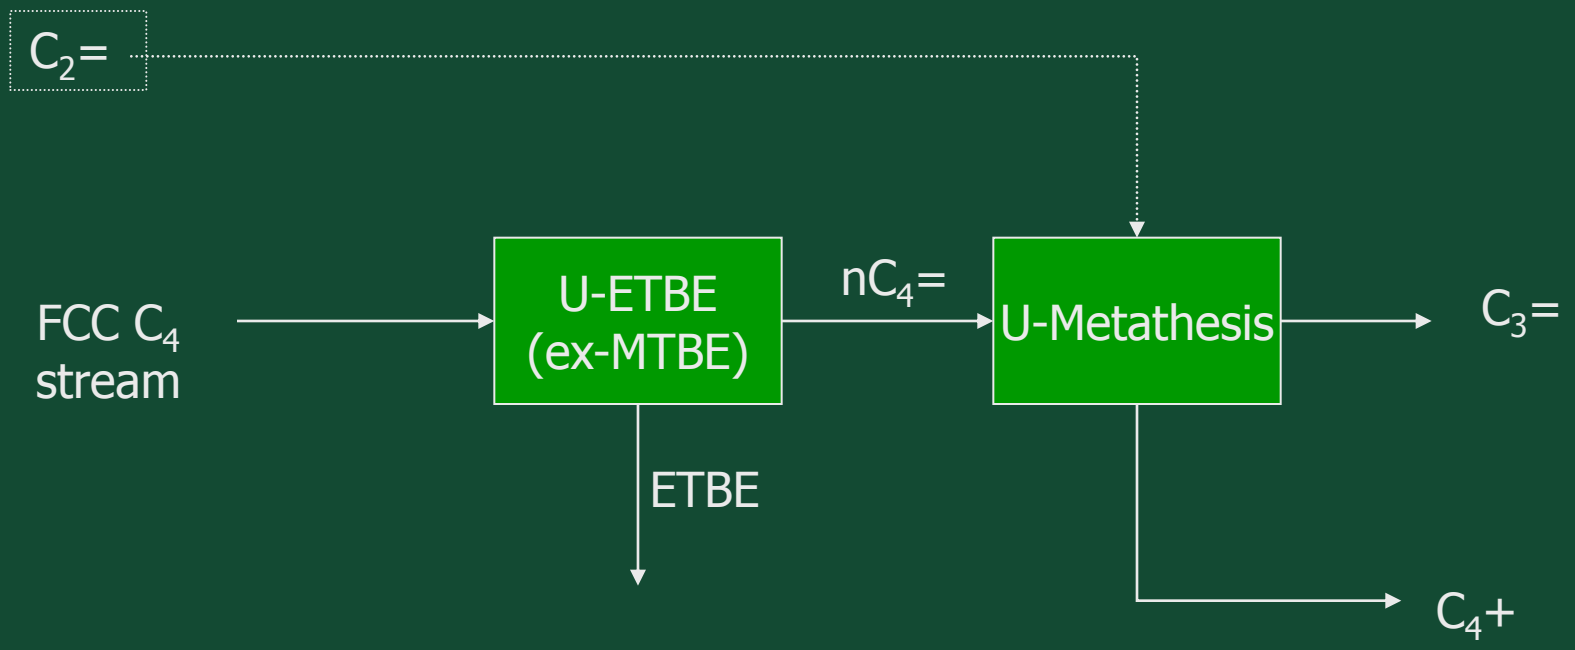 C₂=
FCC C₄
stream
U-ETBE
(ex-MTBE)
nC₄=
U-Metathesis
C₃=
ETBE
C₄+